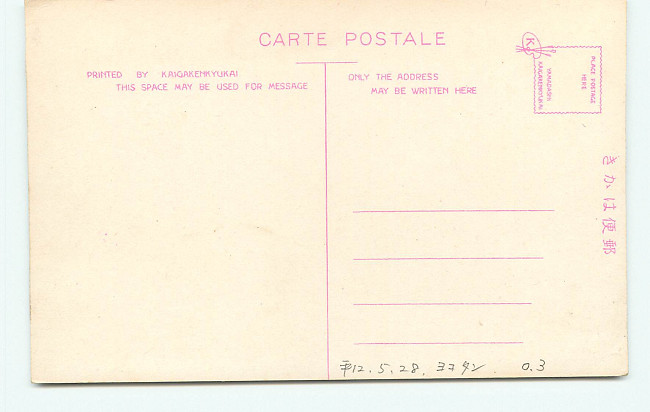 CARTE POSTALE
PRINTED BY KAIGAKENKYUKAI
THIS SPACE MAY BE USED FOR MESSAGE
ONLY THE ADDRESS
MAY BE WRITTEN HERE
K
PLACE POSTAGE
HERE
YAMADASHI
KAIGAKENKYUKAI
きかは便郵
平12.5.28. ヨコタン 0.3